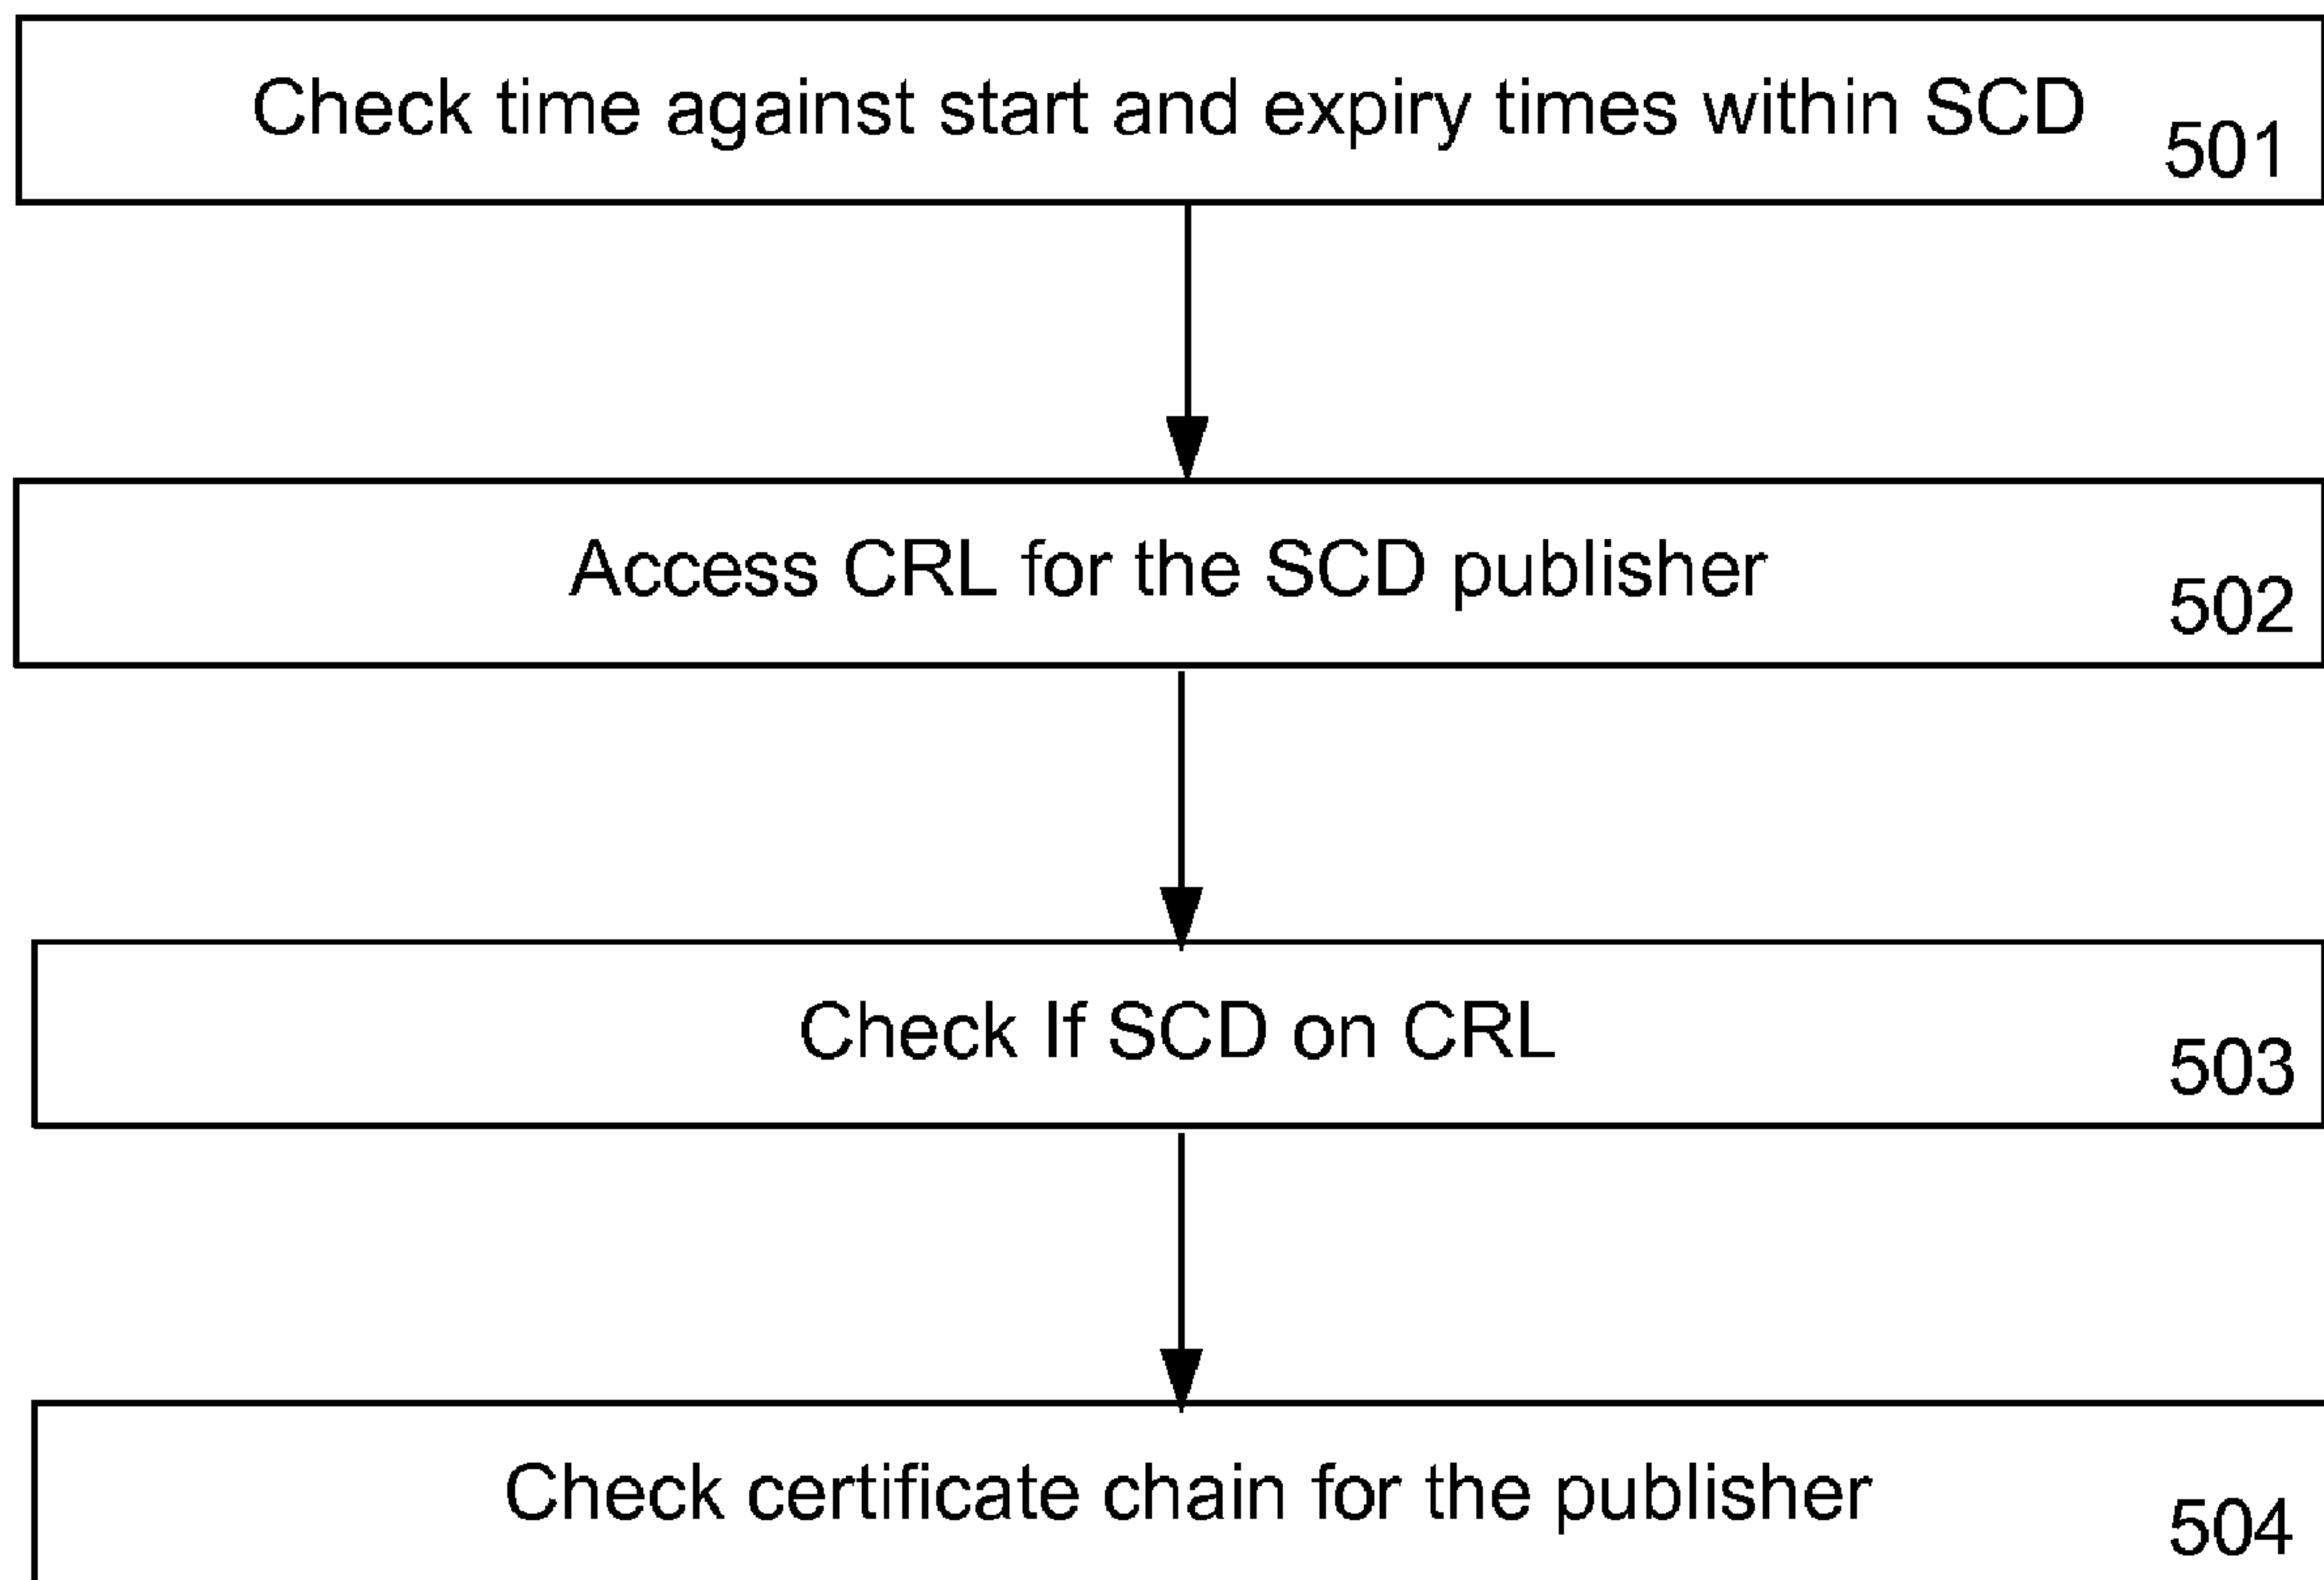 Check time against start and expiry times within SCD
501
Access CRL for the SCD publisher
502
Check If SCD on CRL
503
Check certificate chain for the publisher
504